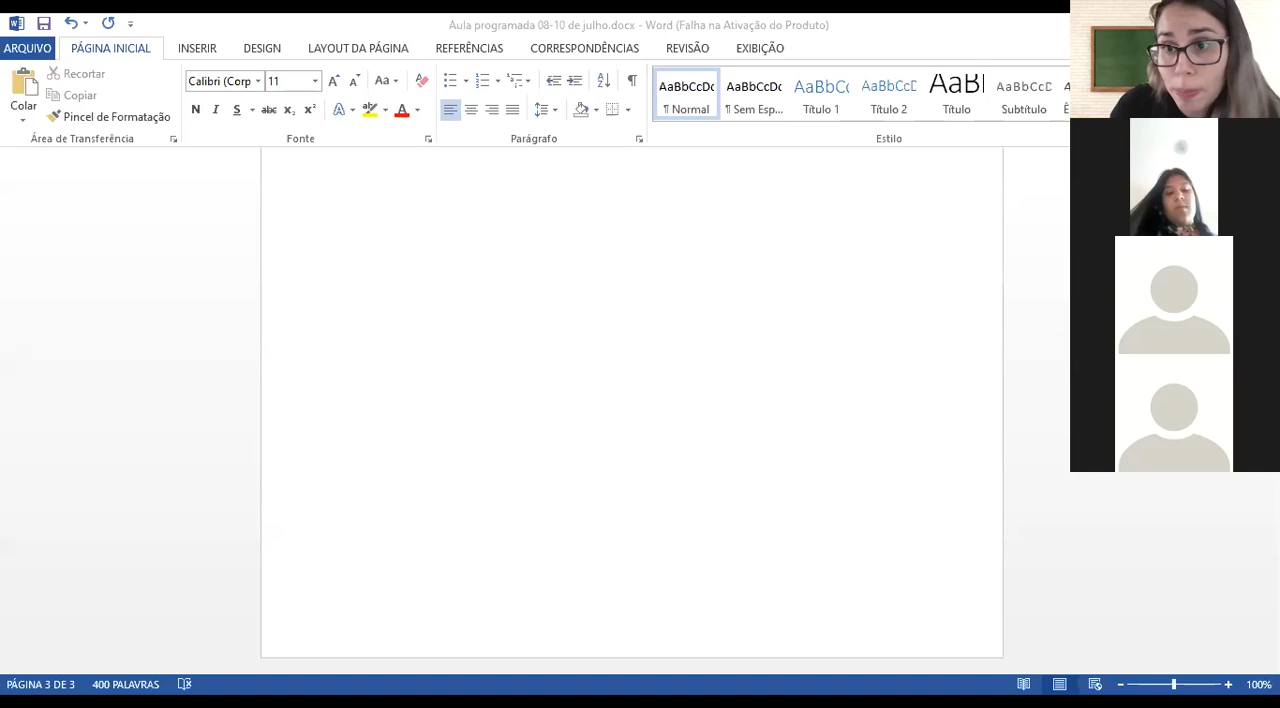 Aula programada 08-10 de julho.docx - Word (Falha na Ativação do Produto)
ARQUIVO PÁGINA INICIAL INSERIR DESIGN LAYOUT DA PÁGINA REFERÊNCIAS CORRESPONDÊNCIAS REVISÃO EXIBIÇÃO
Colar
Recortar
Copiar
Pincel de Formatação
Área de Transferência
Calibri (Corp 11
N I S abc x₂ x² A A
Fonte
Parágrafo
AaBbCcDc AaBbCcDc AaBbCc AaBbCcD AaBl AaBbCcD
¶ Normal ¶ Sem Esp... Título 1 Título 2 Título Subtítulo
Estilo
PÁGINA 3 DE 3 400 PALAVRAS 100%